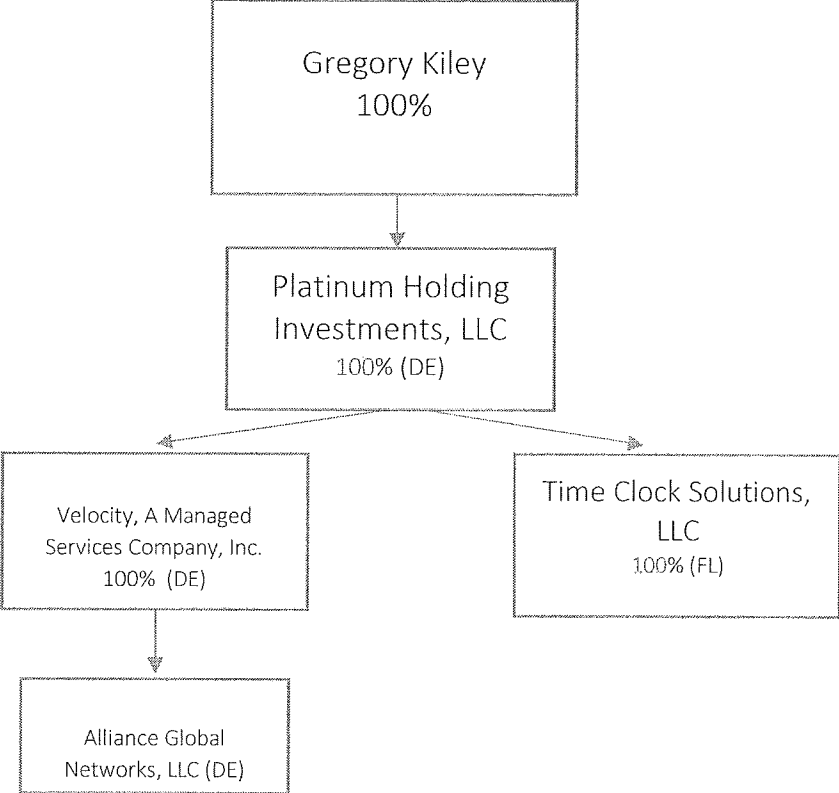 Gregory Kiley
100%
Platinum Holding
Investments, LLC
100% (DE)
Velocity, A Managed
Services Company, Inc.
100% (DE)
Time Clock Solutions,
LLC
100% (FL)
Alliance Global
Networks, LLC (DE)